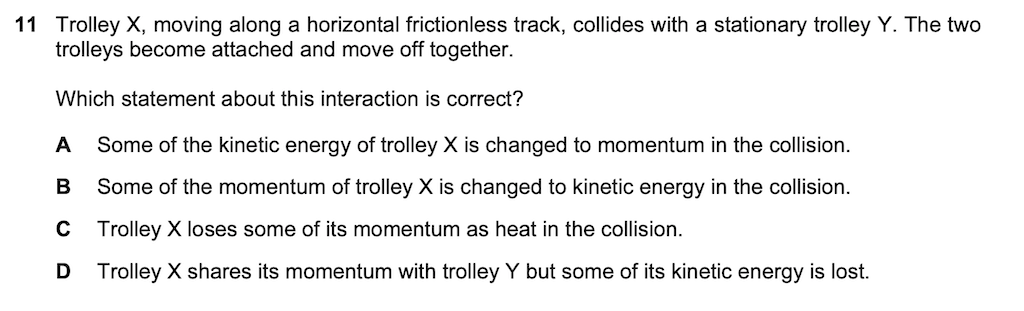 11 Trolley X, moving along a horizontal frictionless track, collides with a stationary trolley Y. The two
trolleys become attached and move off together.
Which statement about this interaction is correct?
A Some of the kinetic energy of trolley X is changed to momentum in the collision.
B Some of the momentum of trolley X is changed to kinetic energy in the collision.
C Trolley X loses some of its momentum as heat in the collision.
D Trolley X shares its momentum with trolley Y but some of its kinetic energy is lost.